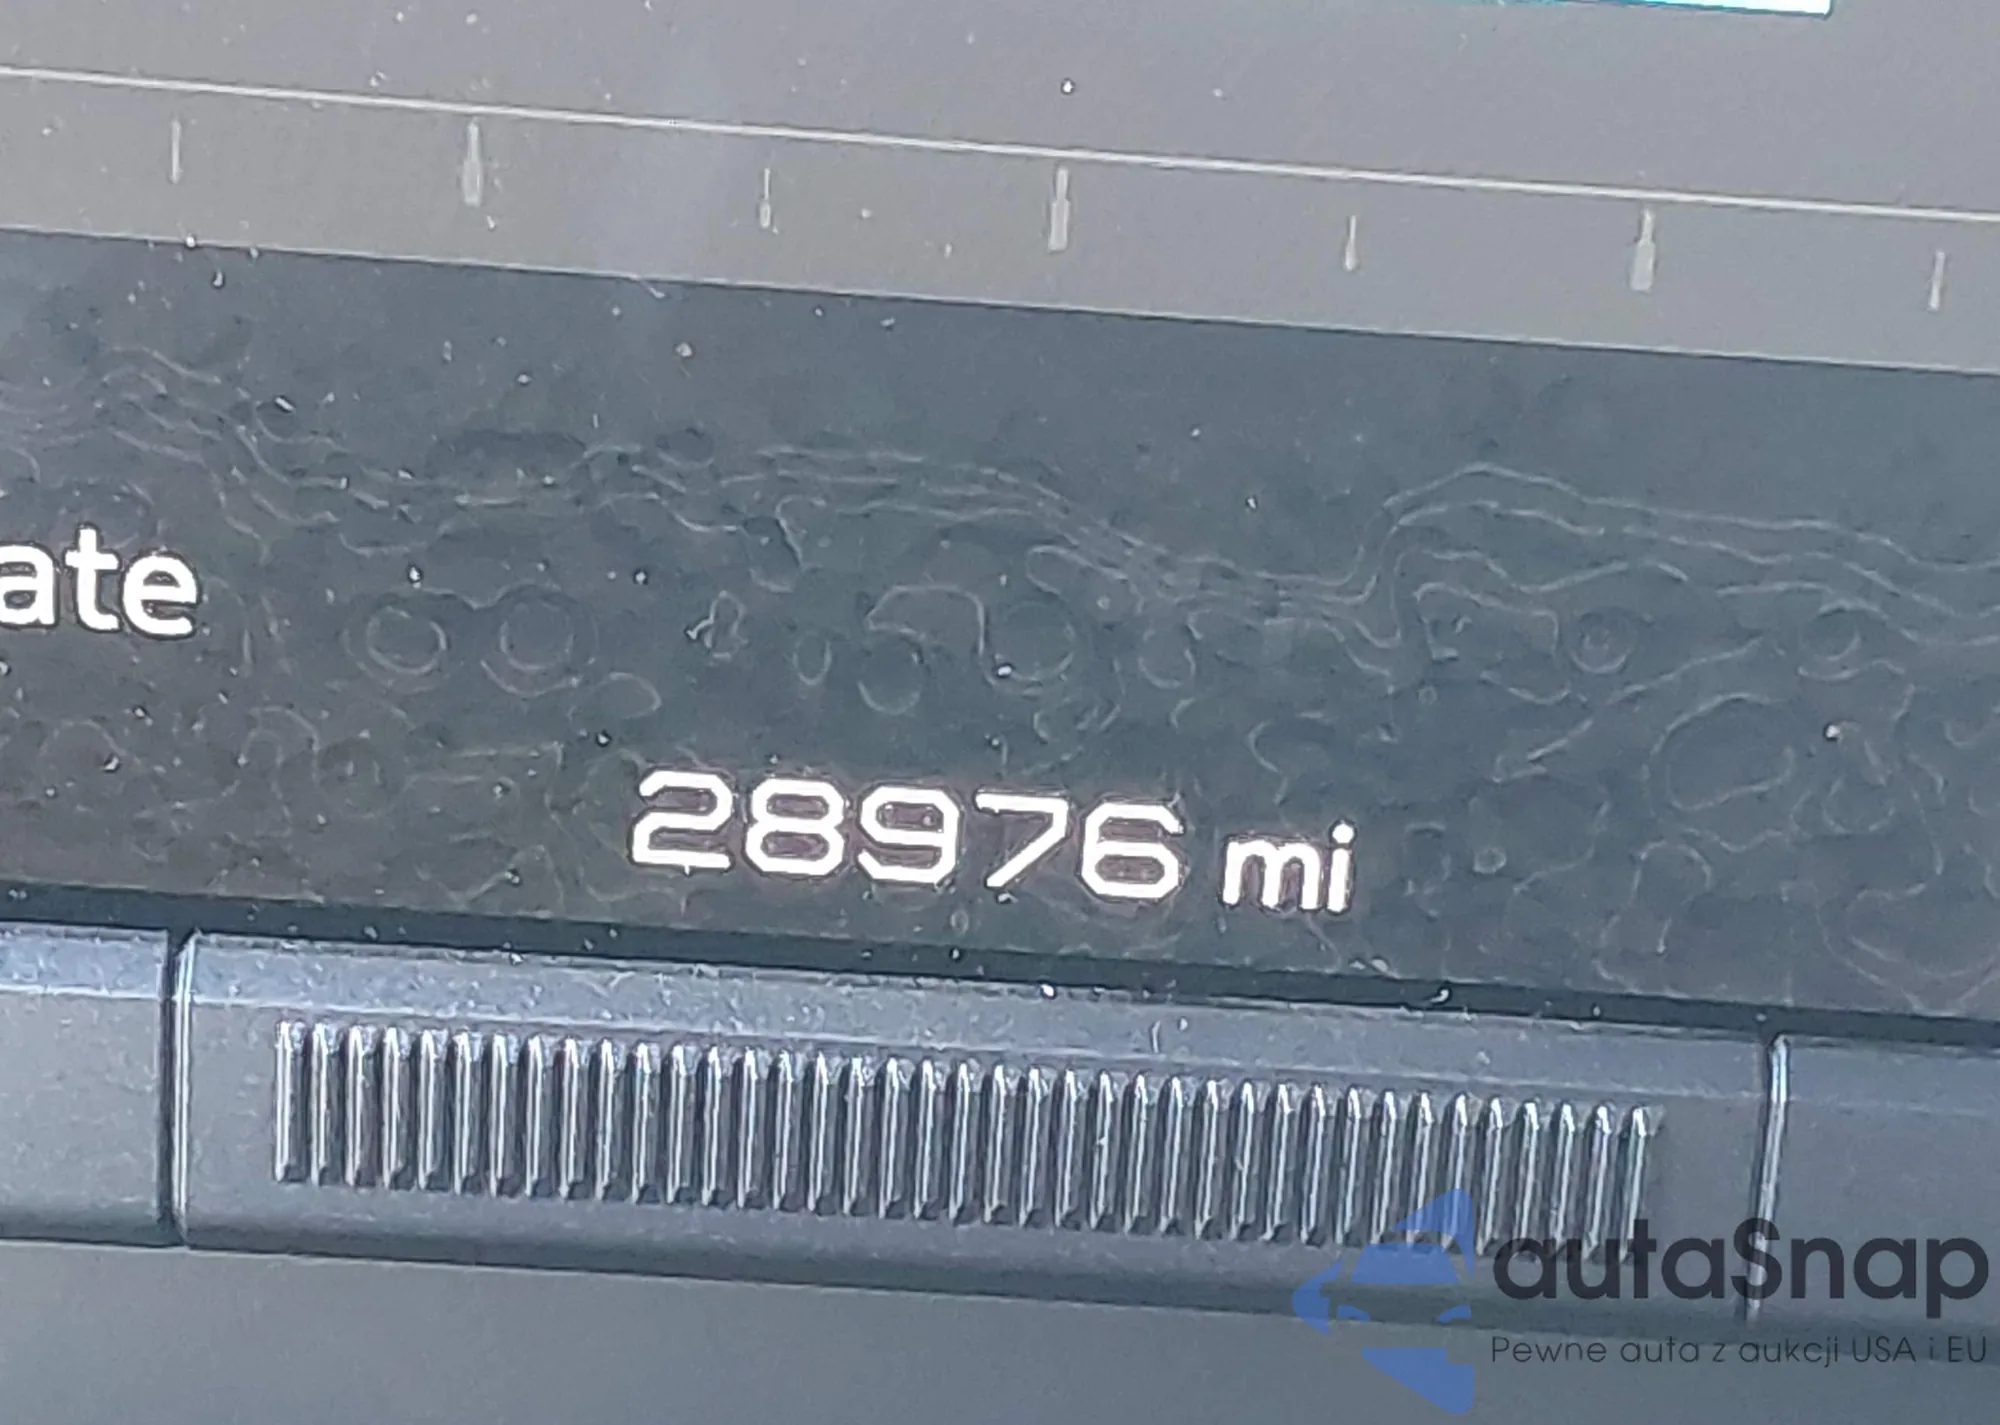 ate
28976 mi
autaSnap
Pewne auta z aukcji USA i EU